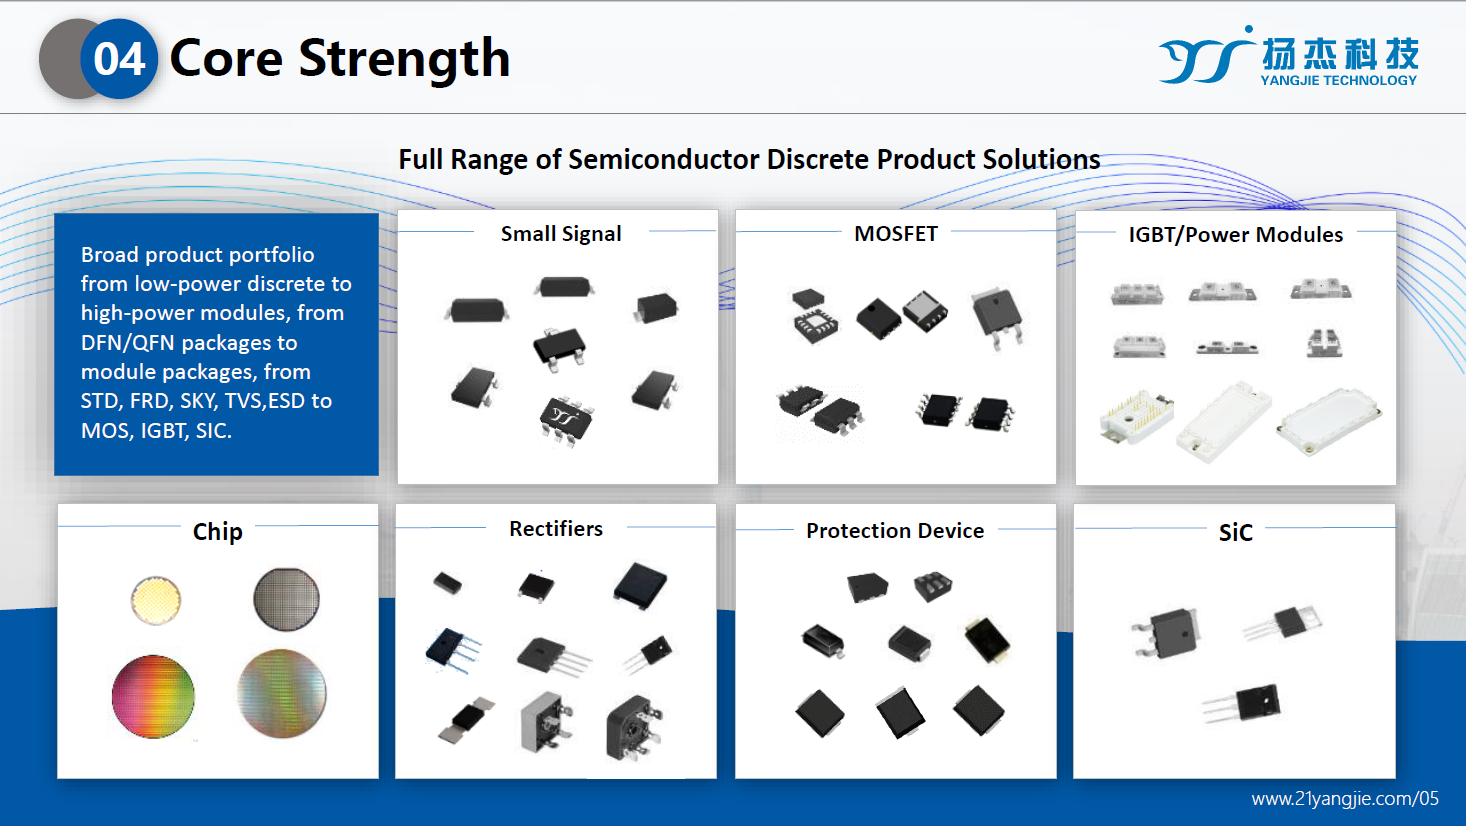 04 Core Strength
扬杰科技
YANGJIE TECHNOLOGY
Full Range of Semiconductor Discrete Product Solutions
Broad product portfolio
from low-power discrete to
high-power modules, from
DFN/QFN packages to
module packages, from
STD, FRD, SKY, TVS,ESD to
MOS, IGBT, SIC.
Small Signal
MOSFET
IGBT/Power Modules
Chip
Rectifiers
Protection Device
SiC
www.21yangjie.com/05